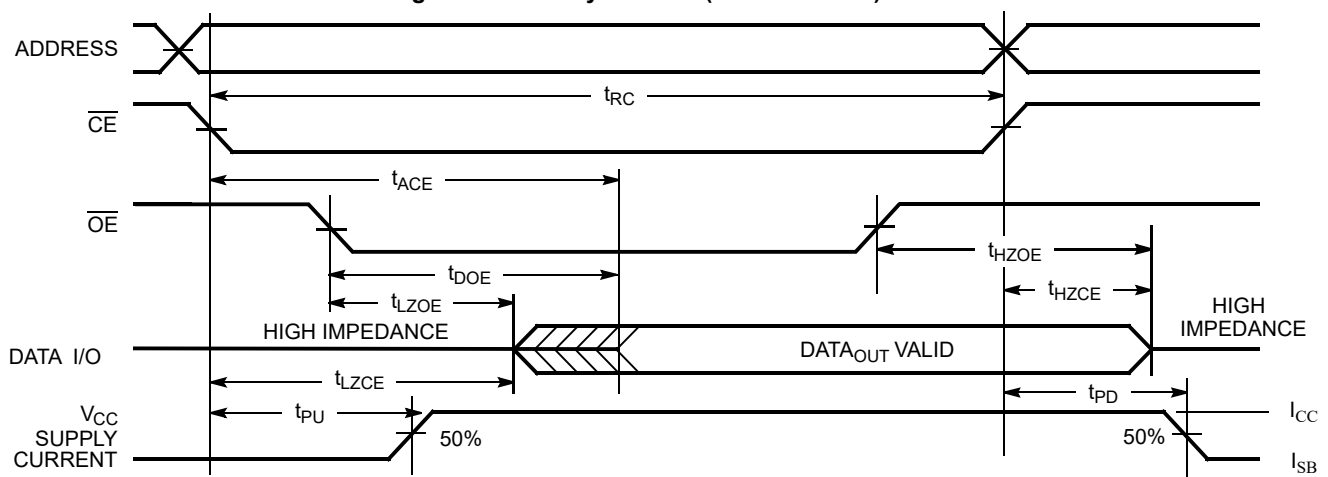 ADDRESS
tRC
CE
tACE
OE
tHZOE
tDOE
tHZCE
tLZOE
HIGH
IMPEDANCE
HIGH IMPEDANCE
DATA I/O
DATAOUT VALID
tLZCE
tPD
VCC
SUPPLY
CURRENT
tPU
50%
50%
ICC
ISB